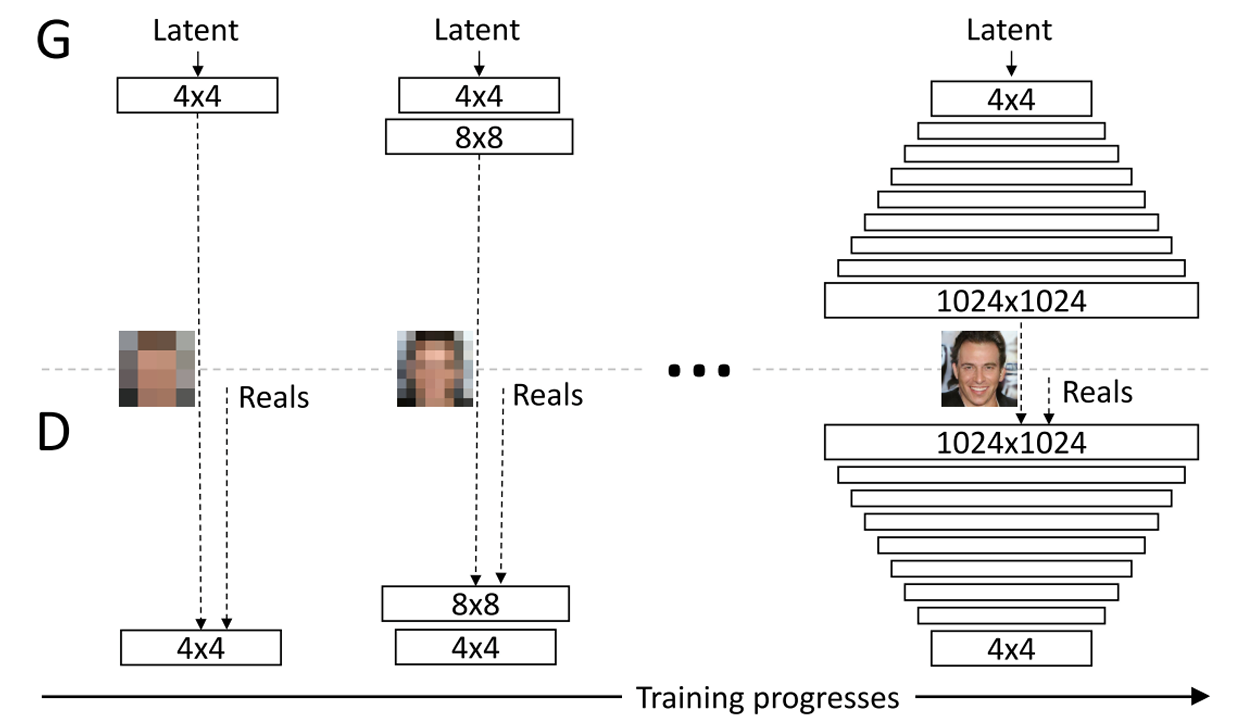 G
Latent
Latent
Latent
4x4
4x4
4x4
8x8
1024x1024
Reals
Reals
Reals
D
1024x1024
8x8
4x4
4x4
4x4
Training progresses